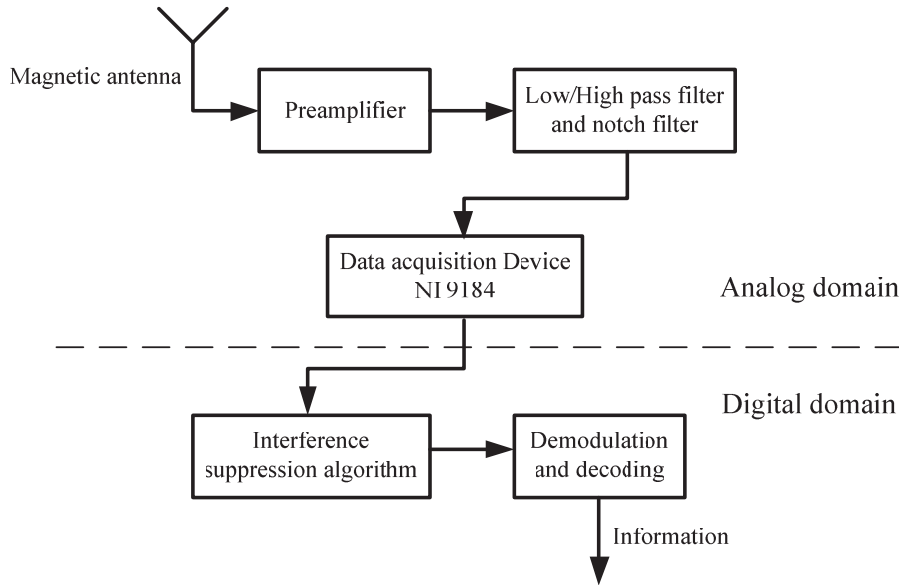 Magnetic antenna
Preamplifier
Low/High pass filter
and notch filter
Data acquisition Device
NI 9184
Analog domain
Digital domain
Interference
suppression algorithm
Demodulation
and decoding
Information